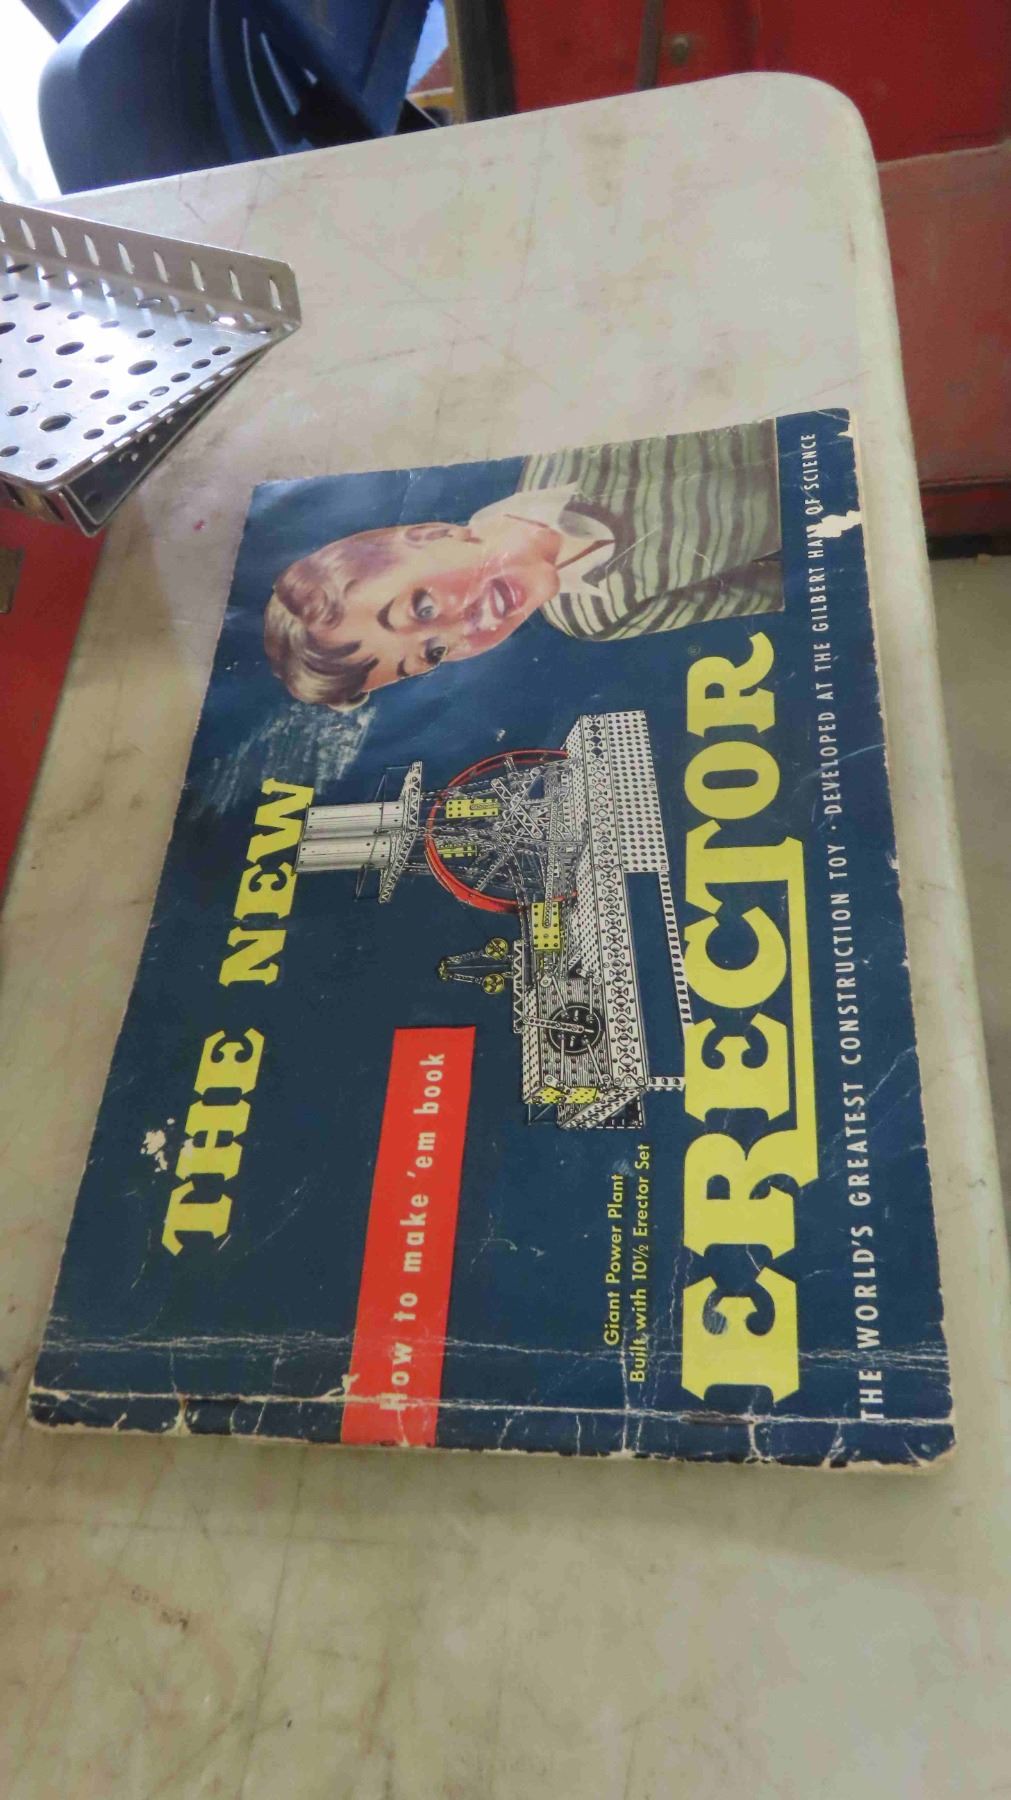 THE NEW
How to make 'em book
Giant Power Plant
Built with 10½ Erector Set
ERECTOR®
THE WORLD'S GREATEST CONSTRUCTION TOY · DEVELOPED AT THE GILBERT HALL OF SCIENCE